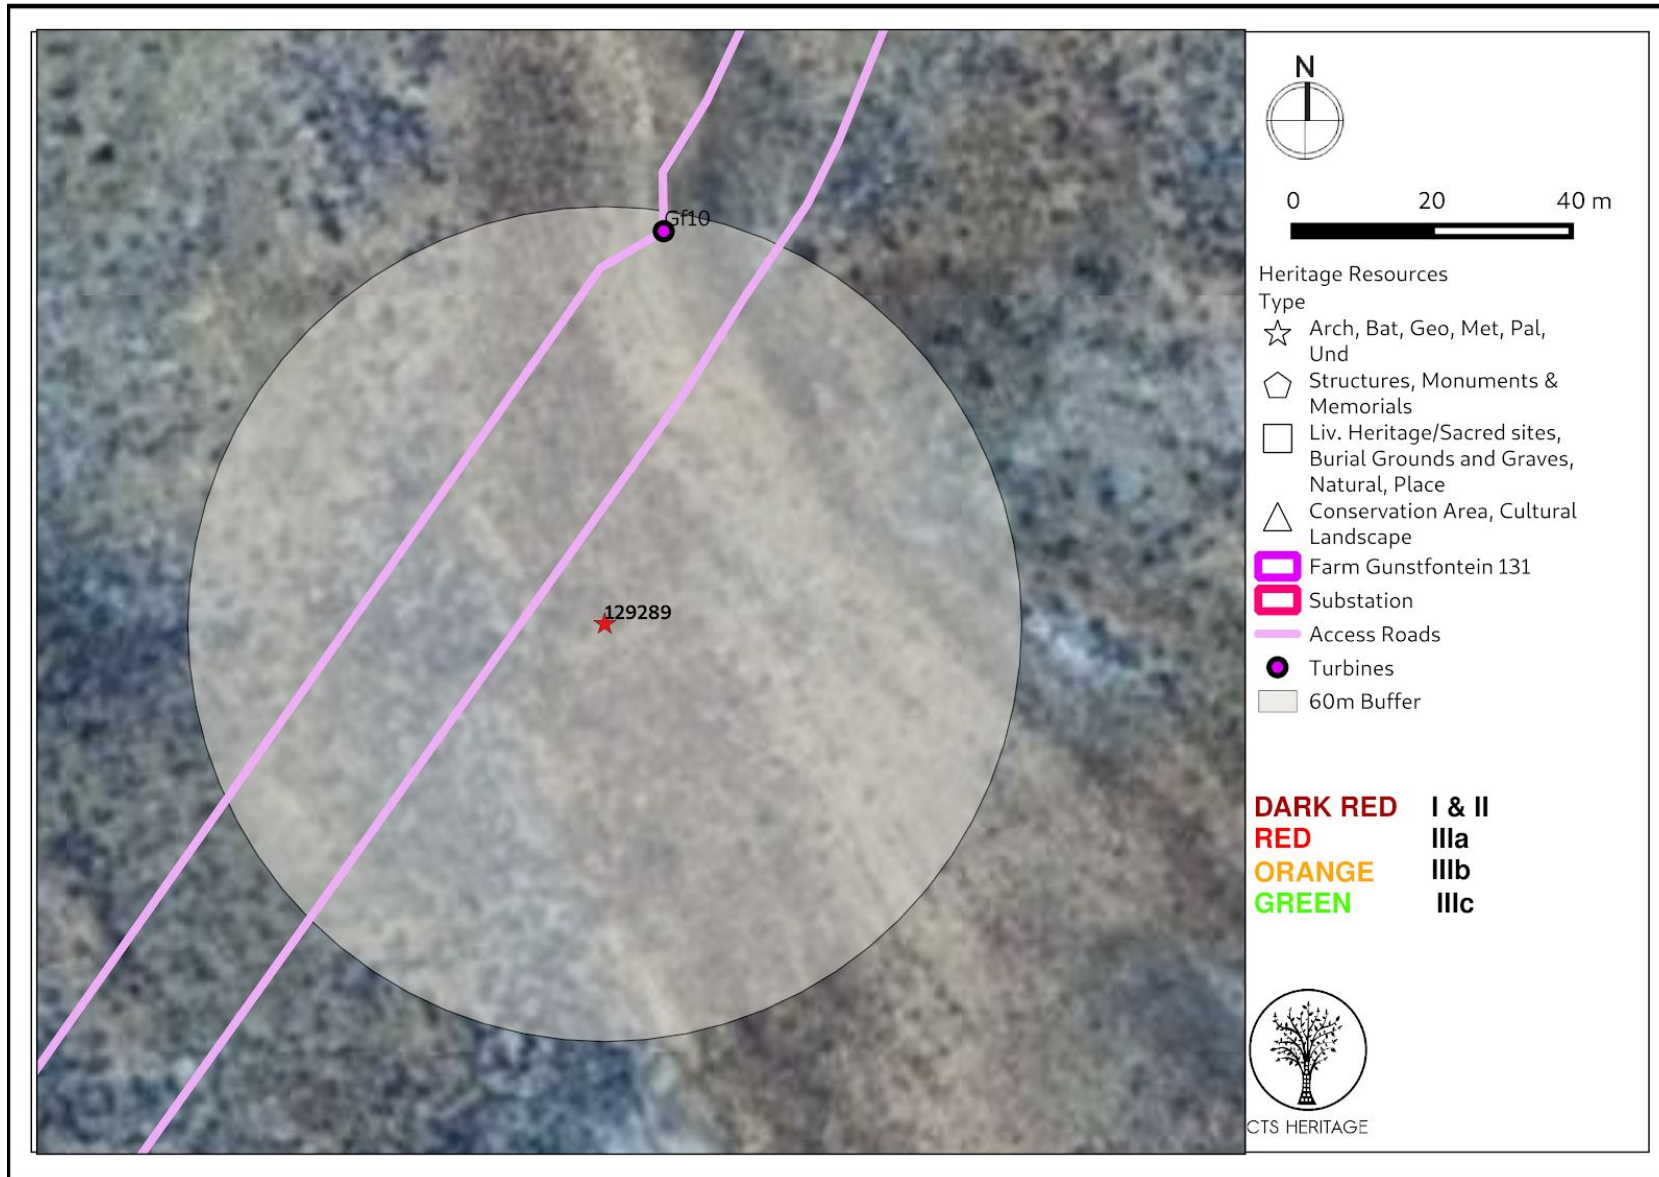 Gf10
129289
N
0 20 40 m
Heritage Resources
Type
Arch, Bat, Geo, Met, Pal,
Und
Structures, Monuments &
Memorials
Liv. Heritage/Sacred sites,
Burial Grounds and Graves,
Natural, Place
Conservation Area, Cultural
Landscape
Farm Gunstfontein 131
Substation
Access Roads
Turbines
60m Buffer
DARK RED I & II
RED IIIa
ORANGE IIIb
GREEN IIIc
CTS HERITAGE